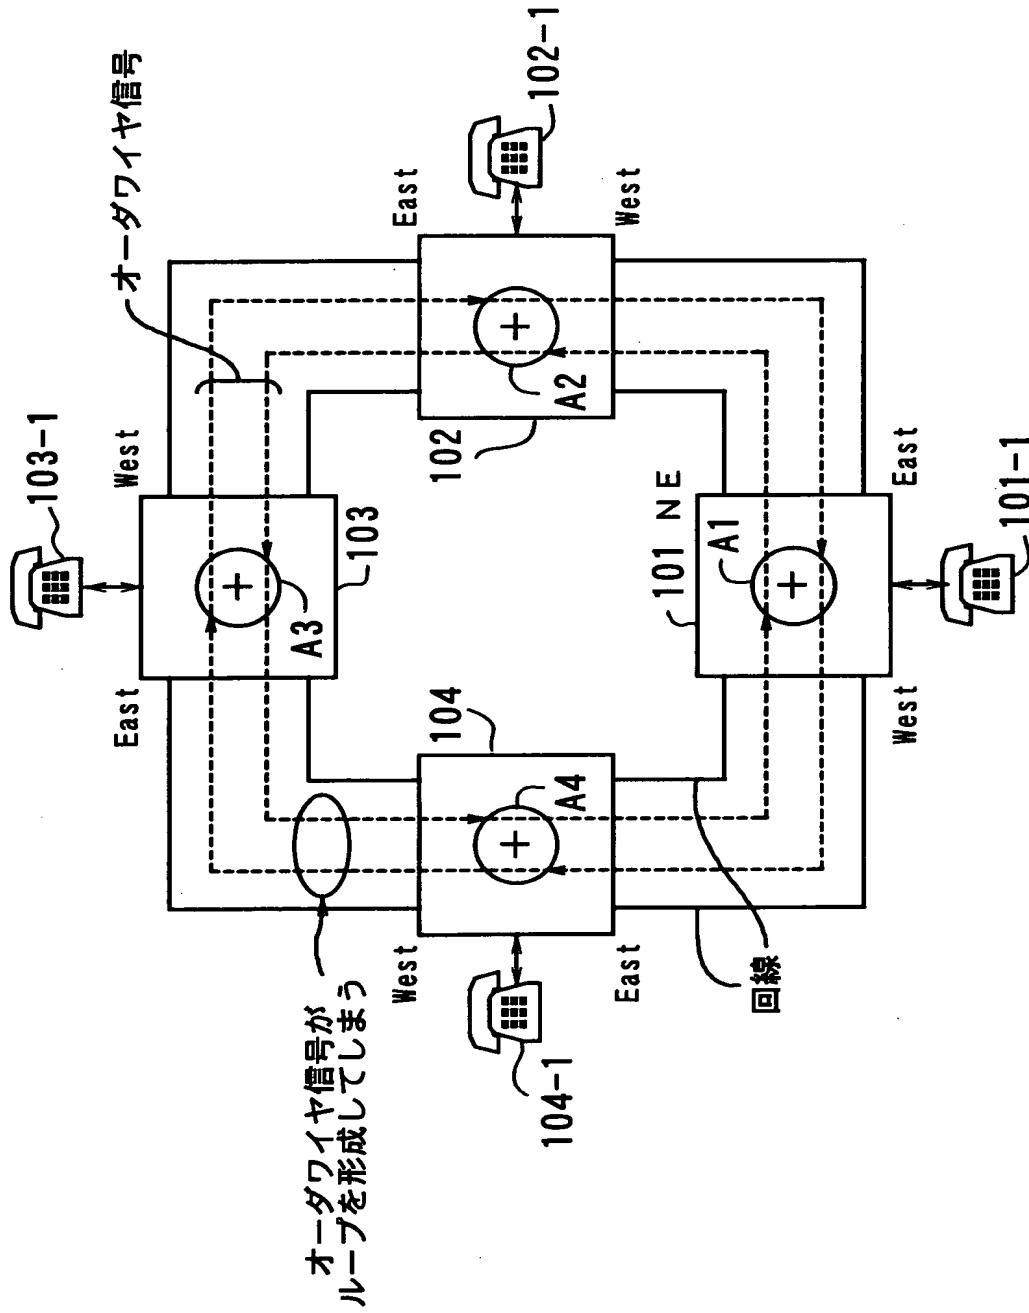 オーダワイヤ信号
103-1
West
East
103
A3
East
102-1
West
102
A2
オーダワイヤ信号が
ループを形成してしまう
West
104
A4
104-1
East
回線
101 NE
A1
East
West
101-1